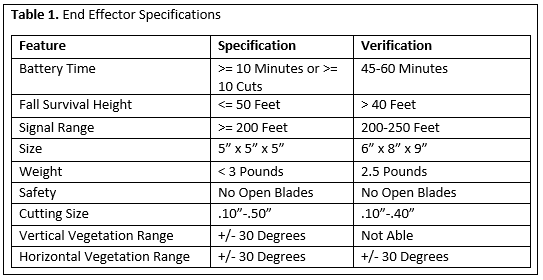 Table 1. End Effector Specifications
Feature Specification Verification
Battery Time >= 10 Minutes or >= 10 Cuts 45-60 Minutes
Fall Survival Height <= 50 Feet > 40 Feet
Signal Range >= 200 Feet 200-250 Feet
Size 5” x 5” x 5” 6” x 8” x 9”
Weight < 3 Pounds 2.5 Pounds
Safety No Open Blades No Open Blades
Cutting Size .10”-.50” .10”-.40”
Vertical Vegetation Range +/- 30 Degrees Not Able
Horizontal Vegetation Range +/- 30 Degrees +/- 30 Degrees